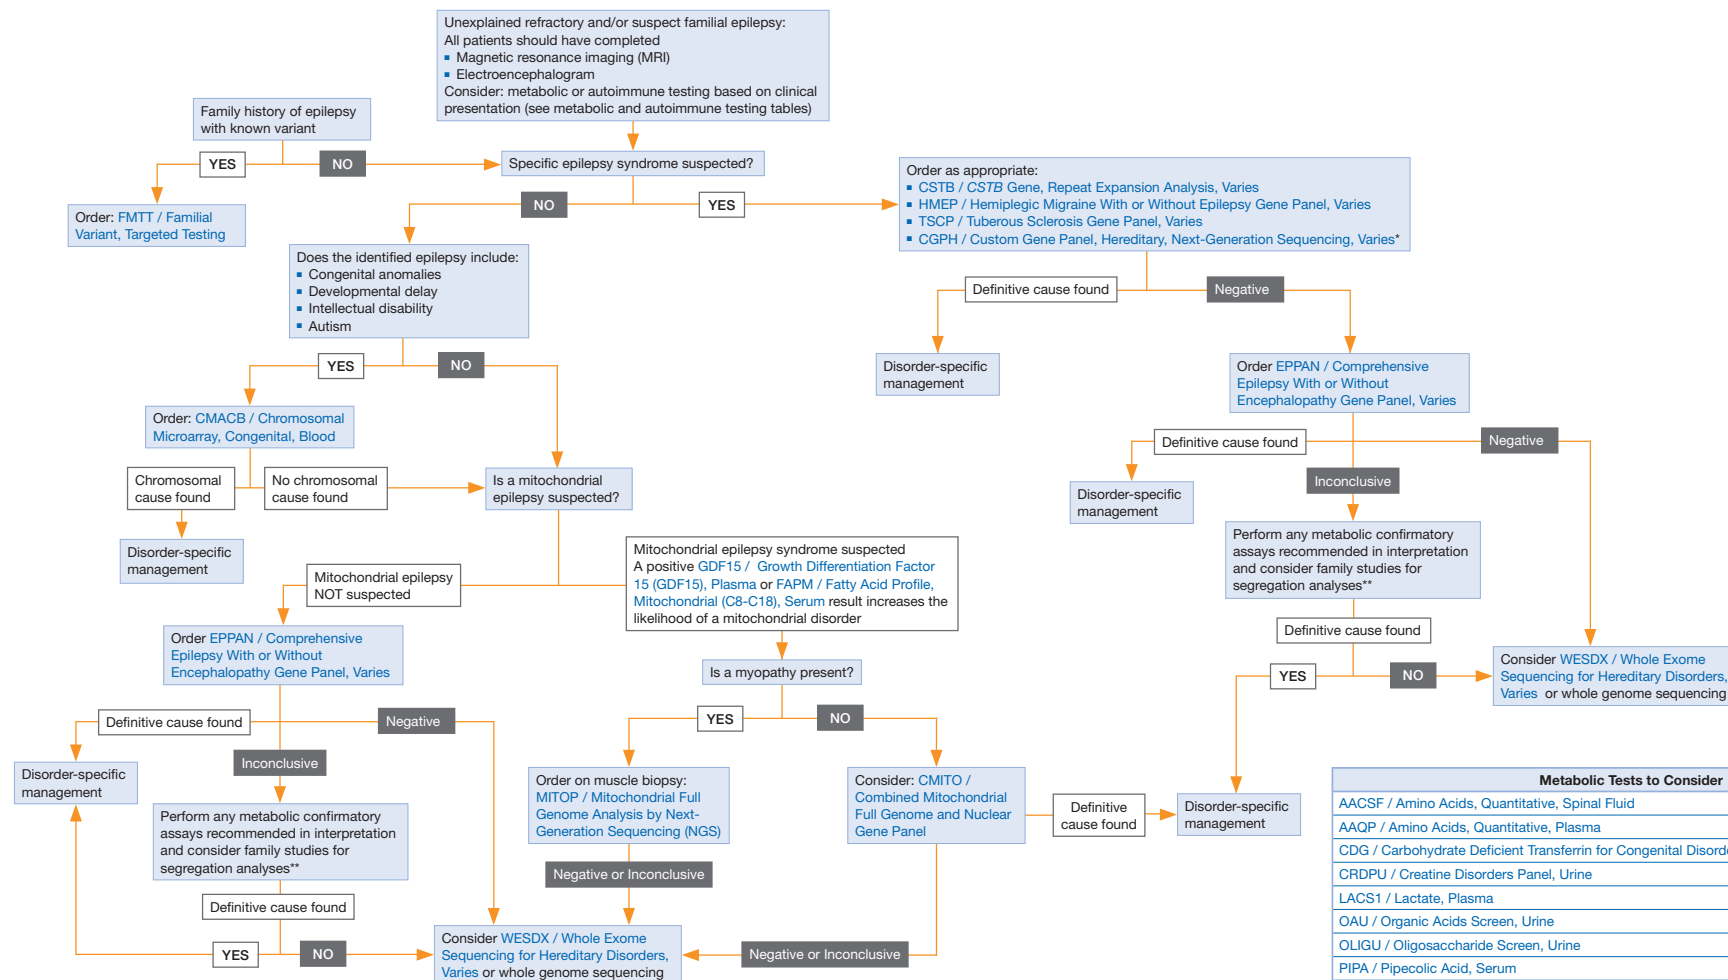 Unexplained refractory and/or suspect familial epilepsy:
All patients should have completed
▪ Magnetic resonance imaging (MRI)
▪ Electroencephalogram
Consider: metabolic or autoimmune testing based on clinical
presentation (see metabolic and autoimmune testing tables)
Family history of epilepsy
with known variant
YES
NO
Specific epilepsy syndrome suspected?
Order: FMTT / Familial
Variant, Targeted Testing
NO
YES
Order as appropriate:
▪ CSTB / CSTB Gene, Repeat Expansion Analysis, Varies
▪ HMEP / Hemiplegic Migraine With or Without Epilepsy Gene Panel, Varies
▪ TSCP / Tuberous Sclerosis Gene Panel, Varies
▪ CGPH / Custom Gene Panel, Hereditary, Next-Generation Sequencing, Varies*
Does the identified epilepsy include:
▪ Congenital anomalies
▪ Developmental delay
▪ Intellectual disability
▪ Autism
Definitive cause found
Negative
YES
NO
Disorder-specific
management
Order EPPAN / Comprehensive
Epilepsy With or Without
Encephalopathy Gene Panel, Varies
Order: CMACB / Chromosomal
Microarray, Congenital, Blood
Definitive cause found
Negative
Chromosomal
cause found
No chromosomal
cause found
Is a mitochondrial
epilepsy suspected?
Inconclusive
Disorder-specific
management
Disorder-specific
management
Mitochondrial epilepsy
NOT suspected
Mitochondrial epilepsy syndrome suspected
A positive GDF15 / Growth Differentiation Factor
15 (GDF15), Plasma or FAPM / Fatty Acid Profile,
Mitochondrial (C8-C18), Serum result increases the
likelihood of a mitochondrial disorder
Perform any metabolic confirmatory
assays recommended in interpretation
and consider family studies for
segregation analyses**
Definitive cause found
Order EPPAN / Comprehensive
Epilepsy With or Without
Encephalopathy Gene Panel, Varies
Is a myopathy present?
YES
NO
Consider WESDX / Whole Exome
Sequencing for Hereditary Disorders,
Varies or whole genome sequencing
Definitive cause found
Negative
YES
NO
Inconclusive
Disorder-specific
management
Order on muscle biopsy:
MITOP / Mitochondrial Full
Genome Analysis by Next-
Generation Sequencing (NGS)
Consider: CMITO /
Combined Mitochondrial
Full Genome and Nuclear
Gene Panel
Definitive
cause found
Disorder-specific
management
Perform any metabolic confirmatory
assays recommended in interpretation
and consider family studies for
segregation analyses**
Negative or Inconclusive
Definitive cause found
YES
NO
Consider WESDX / Whole Exome
Sequencing for Hereditary Disorders,
Varies or whole genome sequencing
Negative or Inconclusive
Metabolic Tests to Consider
AACSF / Amino Acids, Quantitative, Spinal Fluid
AAQP / Amino Acids, Quantitative, Plasma
CDG / Carbohydrate Deficient Transferrin for Congenital
CRDPU / Creatine Disorders Panel, Urine
LACS1 / Lactate, Plasma
OAU / Organic Acids Screen, Urine
OLIGU / Oligosaccharide Screen, Urine
PIPA / Pipecolic Acid, Serum